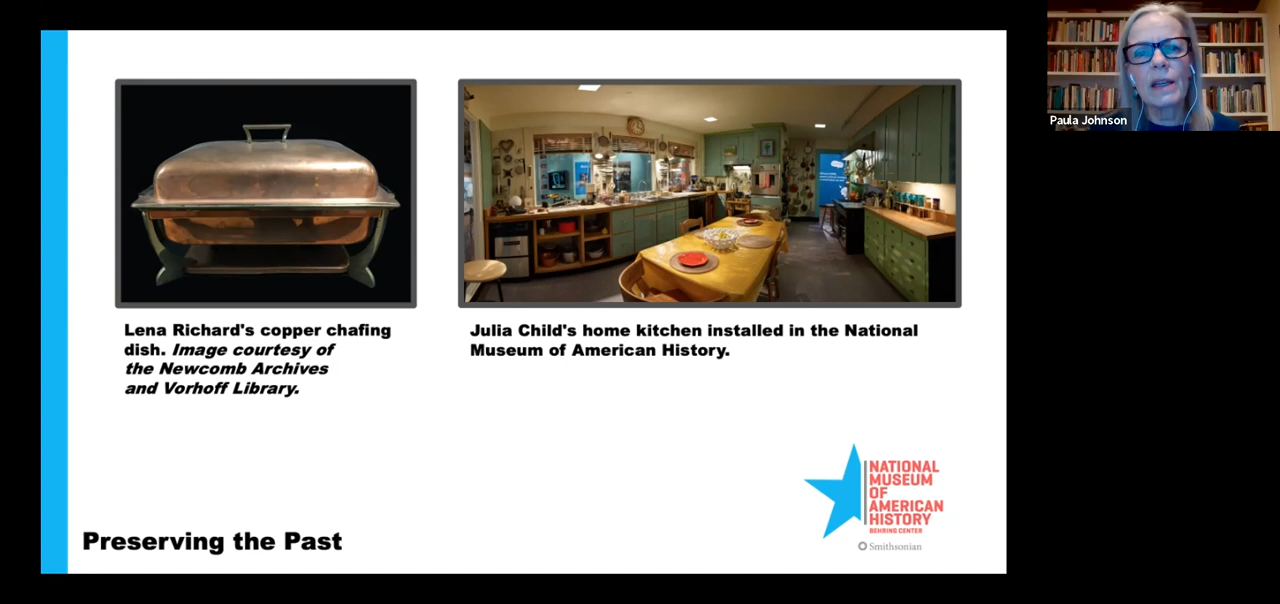 Lena Richard's copper chafing
dish. Image courtesy of
the Newcomb Archives
and Vorhoff Library.
Julia Child's home kitchen installed in the National
Museum of American History.
Preserving the Past
NATIONAL
MUSEUM
OF
AMERICAN
HISTORY
BEHRING CENTER
Smithsonian
Paula Johnson